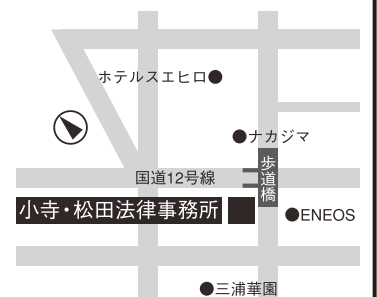 ホテルスエヒロ●
●ナカジマ
歩道橋
国道12号線
小寺・松田法律事務所
●ENEOS
●三浦華園